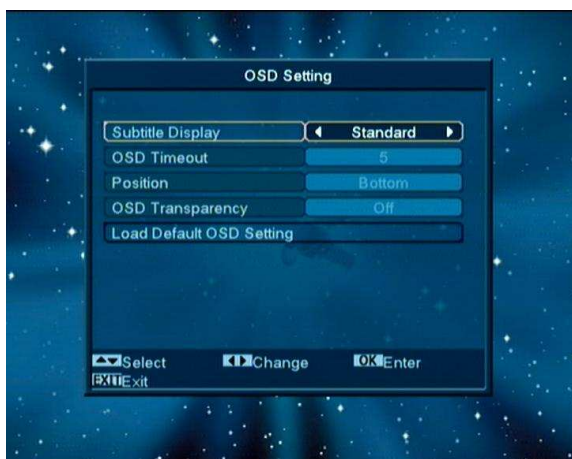 OSD Setting
Subtitle Display Standard
OSD Timeout 5
Position Bottom
OSD Transparency Off
Load Default OSD Setting
Select Change OK Enter
EXIT Exit